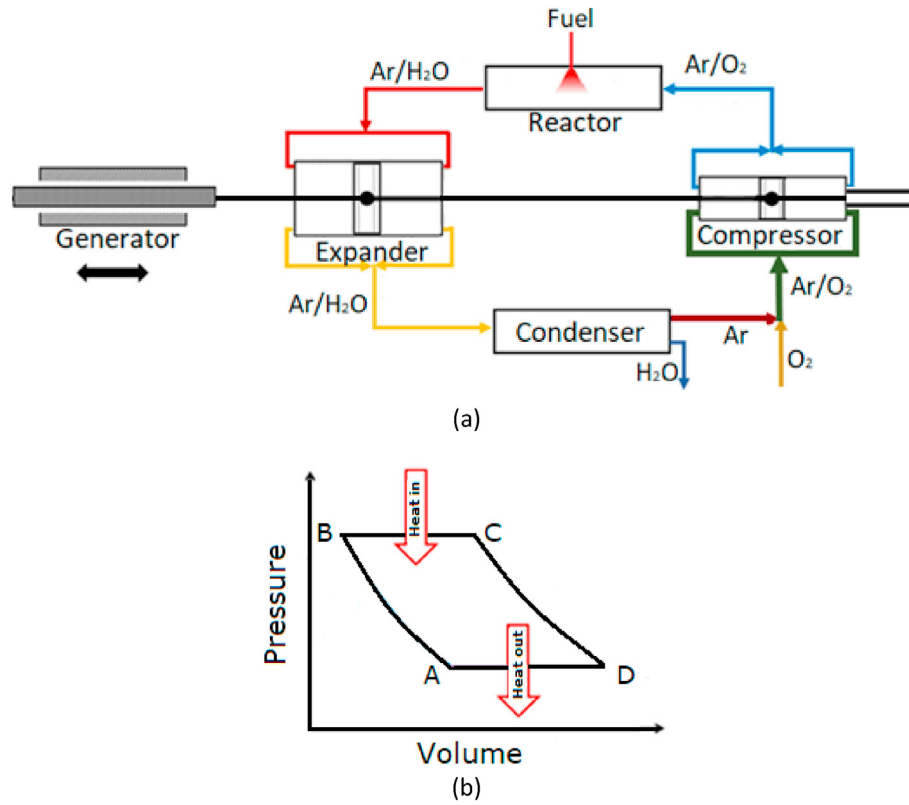 Fuel
Ar/H₂O
Ar/O₂
Reactor
Generator
Expander
Compressor
Ar/H₂O
Ar/O₂
Condenser
Ar
H₂O
O₂
(a)
Pressure
B
Heat in
C
A
Heat out
D
Volume
(b)